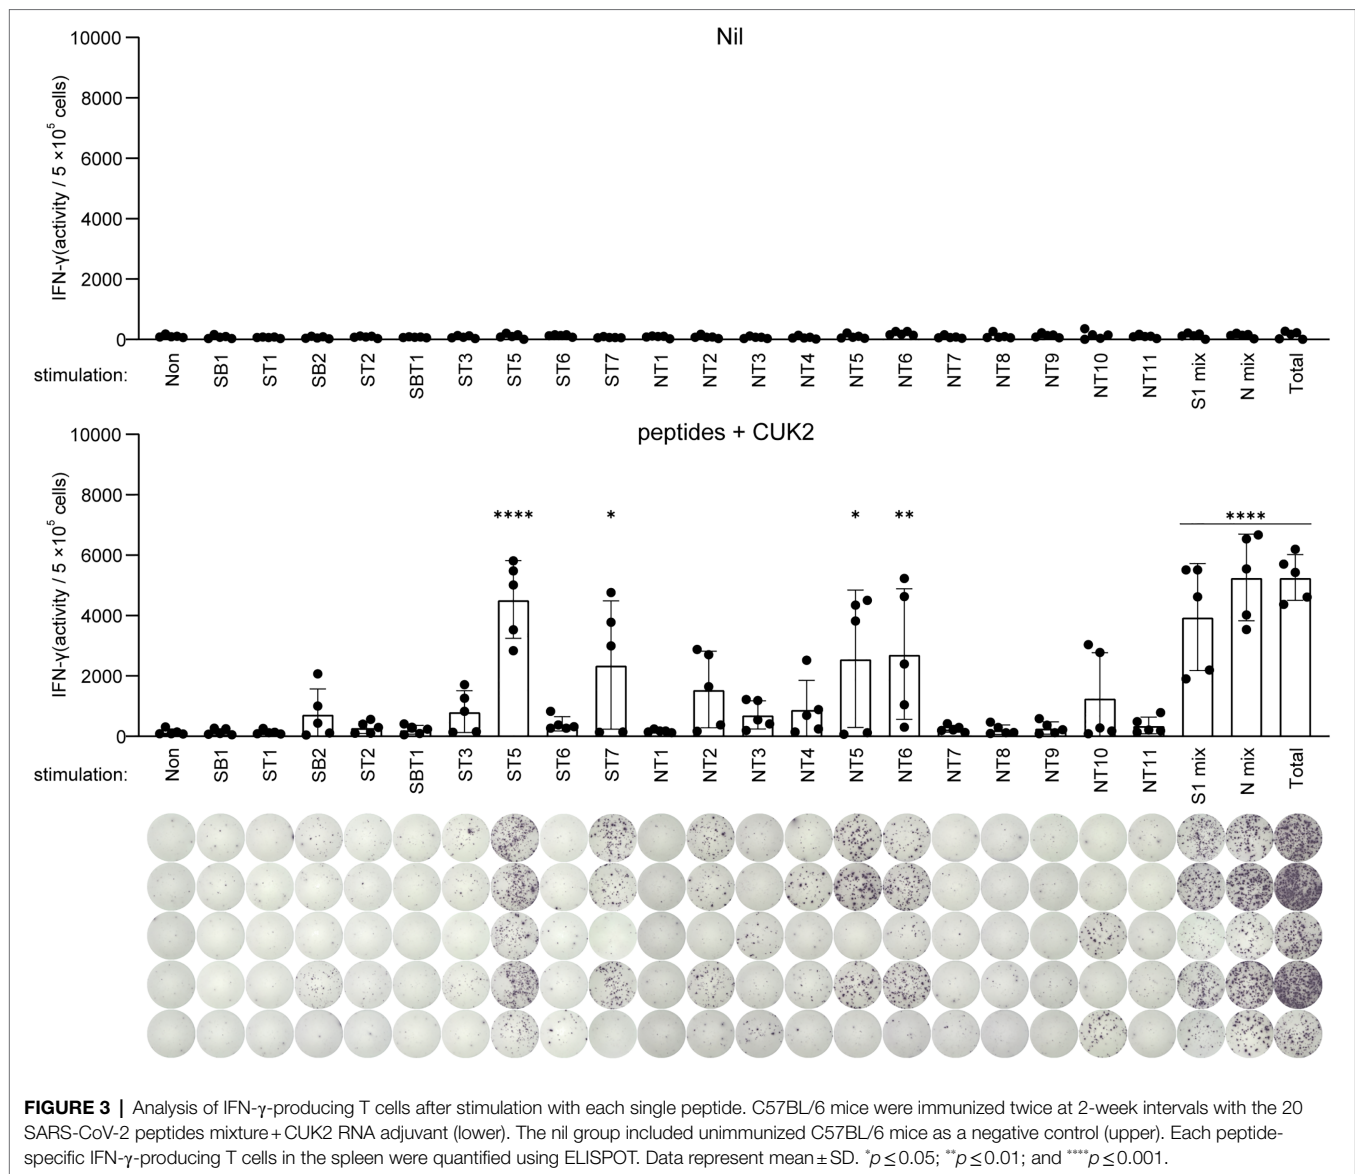 Nil
10000
8000
6000
4000
2000
0
IFN-γ(activity / 5 ×10⁵ cells)
stimulation: Non SB1 ST1 SB2 ST2 SBT1 ST3 ST5 ST6 ST7 NT1 NT2 NT3 NT4 NT5 NT6 NT7 NT8 NT9 NT10 NT11 S1 mix N mix Total
peptides + CUK2
10000
8000
6000
4000
2000
0
IFN-γ(activity / 5 ×10⁵ cells)
**** * * ** ****
stimulation: Non SB1 ST1 SB2 ST2 SBT1 ST3 ST5 ST6 ST7 NT1 NT2 NT3 NT4 NT5 NT6 NT7 NT8 NT9 NT10 NT11 S1 mix N mix Total
FIGURE 3 | Analysis of IFN-γ-producing T cells after stimulation with each single peptide. C57BL/6 mice were immunized twice at 2-week intervals with the 20
SARS-CoV-2 peptides mixture + CUK2 RNA adjuvant (lower). The nil group included unimmunized C57BL/6 mice as a negative control (upper). Each peptide-
specific IFN-γ-producing T cells in the spleen were quantified using ELISPOT. Data represent mean ± SD. *p ≤ 0.05; **p ≤ 0.01; and ****p ≤ 0.001.